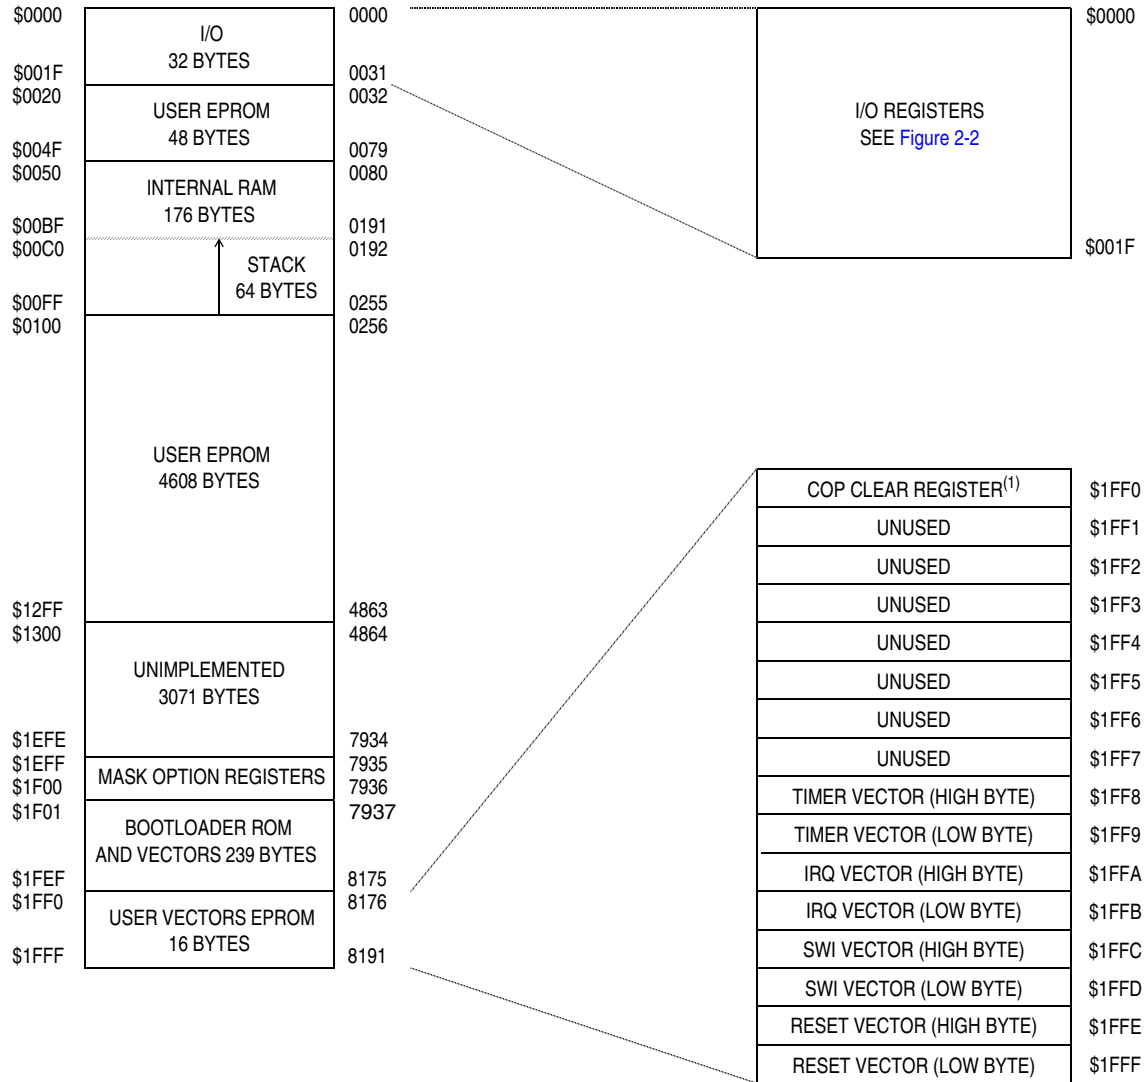 $0000
I/O
32 BYTES
0000
$001F
0031
$0020
USER EPROM
48 BYTES
0032
$004F
0079
$0050
INTERNAL RAM
176 BYTES
0080
$00BF
0191
$00C0
0192
STACK
64 BYTES
$00FF
0255
$0100
0256
USER EPROM
4608 BYTES
$12FF
4863
$1300
4864
UNIMPLEMENTED
3071 BYTES
$1EFE
7934
$1EFF
7935
MASK OPTION REGISTERS
$1F00
7936
$1F01
7937
BOOTLOADER ROM
AND VECTORS 239 BYTES
$1FEF
8175
$1FF0
8176
USER VECTORS EPROM
16 BYTES
$1FFF
8191
$0000
I/O REGISTERS
SEE Figure 2-2
$001F
COP CLEAR REGISTER(1) $1FF0
UNUSED $1FF1
UNUSED $1FF2
UNUSED $1FF3
UNUSED $1FF4
UNUSED $1FF5
UNUSED $1FF6
UNUSED $1FF7
TIMER VECTOR (HIGH BYTE) $1FF8
TIMER VECTOR (LOW BYTE) $1FF9
IRQ VECTOR (HIGH BYTE) $1FFA
IRQ VECTOR (LOW BYTE) $1FFB
SWI VECTOR (HIGH BYTE) $1FFC
SWI VECTOR (LOW BYTE) $1FFD
RESET VECTOR (HIGH BYTE) $1FFE
RESET VECTOR (LOW BYTE) $1FFF